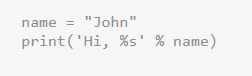 name = "John"
print('Hi, %s' % name)